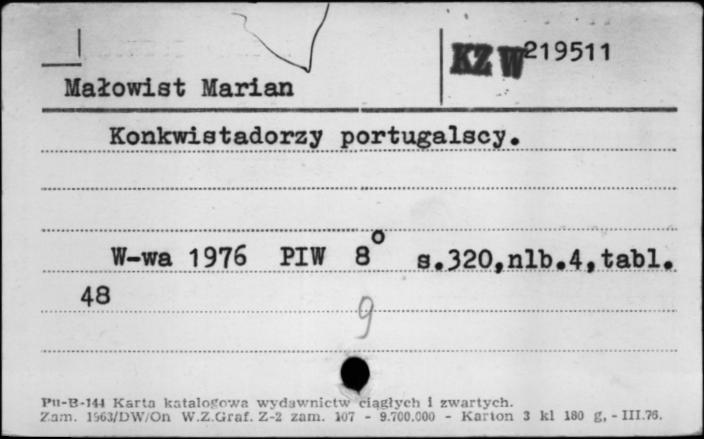 KZ W 219511
Małowist Marian
Konkwistadorzy portugalscy.
W-wa 1976 PIW 8° s.320,nlb.4,tabl.
48
9
Pu-B-144 Karta katalogowa wydawnictw ciągłych i zwartych.
Zam. 1963/DW/On W.Z.Graf. Z-2 zam. 107 - 9.700.000 - Karton 3 kl 180 g, - III.76.